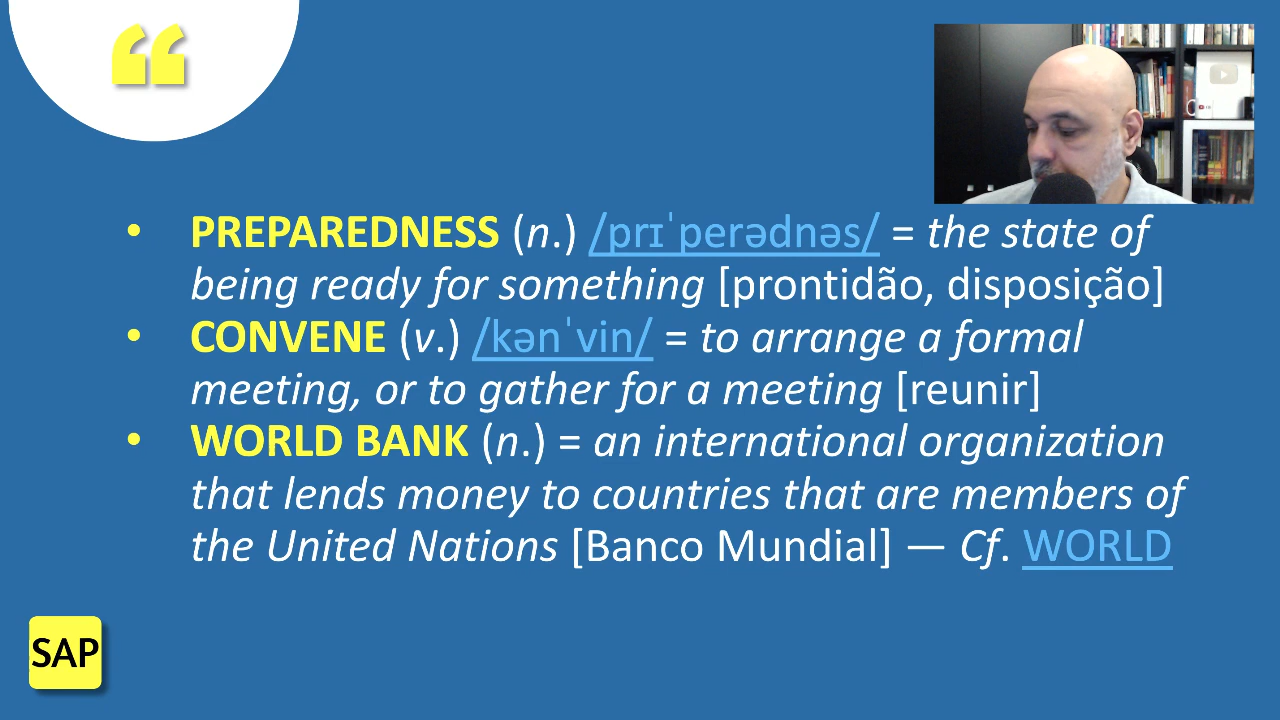 “
• PREPAREDNESS (n.) /prɪˈperədnəs/ = the state of
being ready for something [prontidão, disposição]
• CONVENE (v.) /kənˈvin/ = to arrange a formal
meeting, or to gather for a meeting [reunir]
• WORLD BANK (n.) = an international organization
that lends money to countries that are members of
the United Nations [Banco Mundial] — Cf. WORLD
SAP